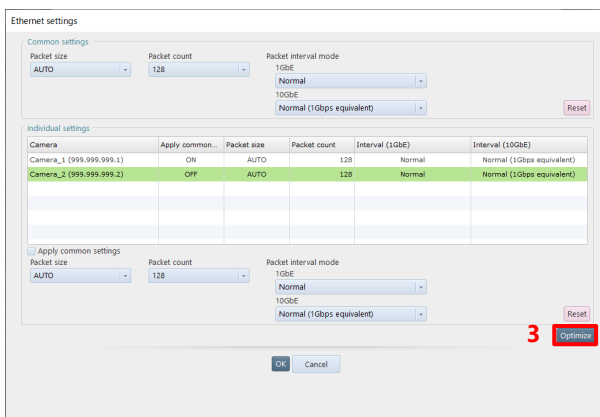 Ethernet settings
Common settings
Packet size Packet count Packet interval mode
1GbE
AUTO 128 Normal
10GbE
Normal (1Gbps equivalent) Reset
Individual settings
Camera Apply common... Packet size Packet count Interval (1GbE) Interval (10GbE)
Camera_1 (999.999.999.1) ON AUTO 128 Normal Normal (1Gbps equivalent)
Camera_2 (999.999.999.2) OFF AUTO 128 Normal Normal (1Gbps equivalent)
Apply common settings
Packet size Packet count Packet interval mode
1GbE
AUTO 128 Normal
10GbE
Normal (1Gbps equivalent) Reset
3 Optimize
OK Cancel